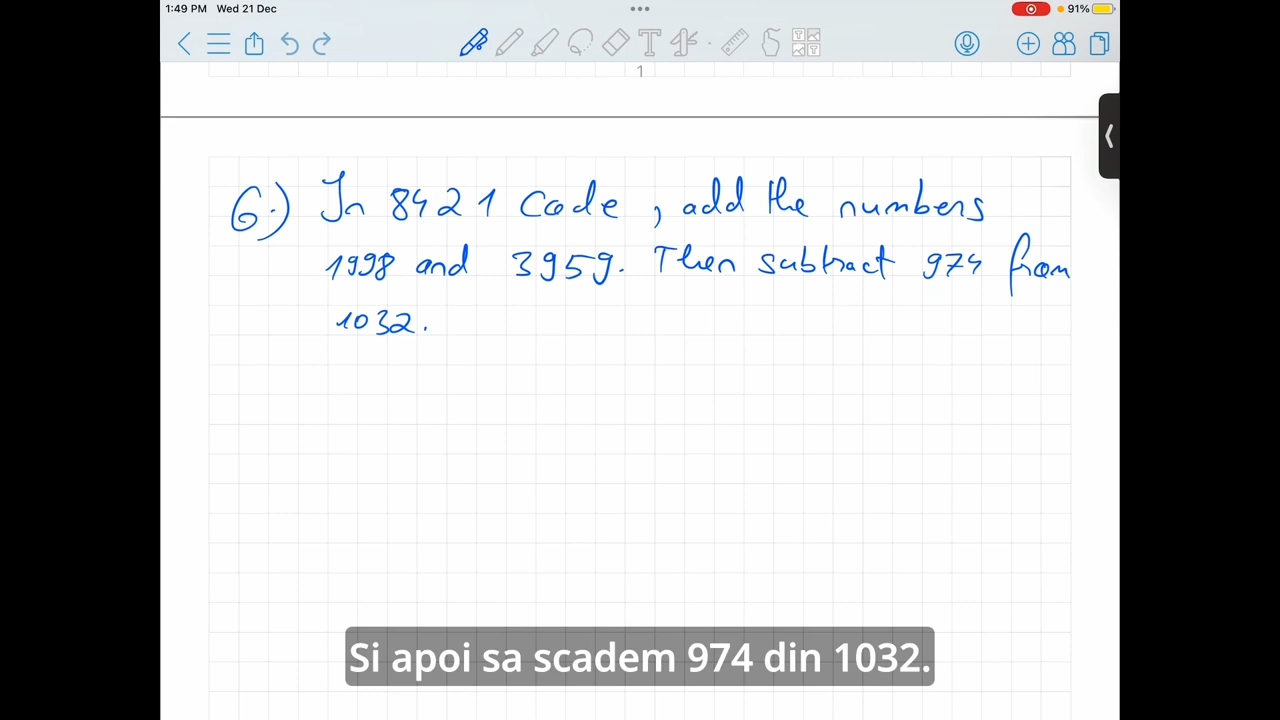 1:49 PM Wed 21 Dec
91%
1
6.) In 8421 Code, add the numbers
1998 and 3959. Then subtract 974 from
1032.
Si apoi sa scadem 974 din 1032.